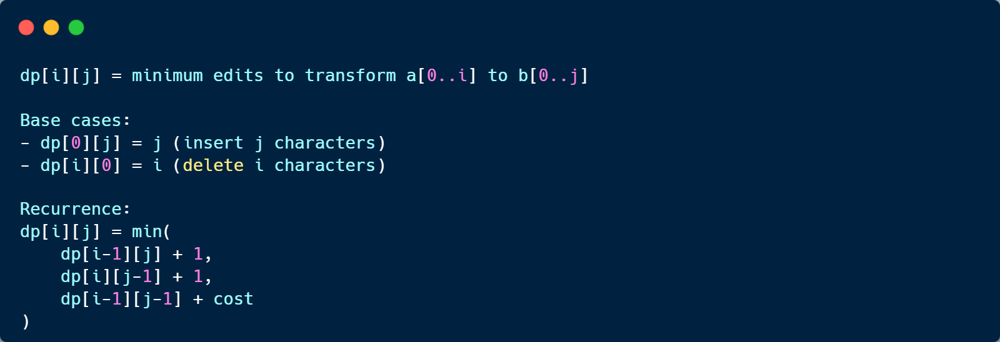 dp[i][j] = minimum edits to transform a[0..i] to b[0..j]

Base cases:
- dp[0][j] = j (insert j characters)
- dp[i][0] = i (delete i characters)

Recurrence:
dp[i][j] = min(
    dp[i-1][j] + 1,
    dp[i][j-1] + 1,
    dp[i-1][j-1] + cost
)